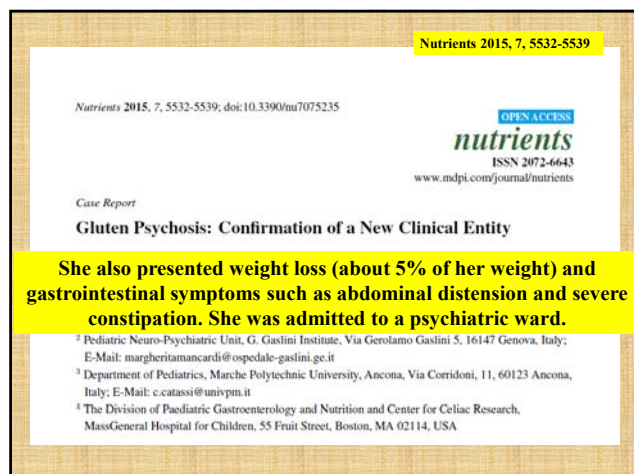 Nutrients 2015, 7, 5532-5539
Nutrients 2015, 7, 5532-5539; doi:10.3390/nu7075235
OPEN ACCESS
nutrients
ISSN 2072-6643
www.mdpi.com/journal/nutrients
Case Report
Gluten Psychosis: Confirmation of a New Clinical Entity
She also presented weight loss (about 5% of her weight) and
gastrointestinal symptoms such as abdominal distension and severe
constipation. She was admitted to a psychiatric ward.
2 Pediatric Neuro-Psychiatric Unit, G. Gaslini Institute, Via Gerolamo Gaslini 5, 16147 Genova, Italy;
E-Mail: margheritamancardi@ospedale-gaslini.ge.it
3 Department of Pediatrics, Marche Polytechnic University, Ancona, Via Corridoni, 11, 60123 Ancona,
Italy; E-Mail: c.catassi@univpm.it
4 The Division of Paediatric Gastroenterology and Nutrition and Center for Celiac Research,
MassGeneral Hospital for Children, 55 Fruit Street, Boston, MA 02114, USA